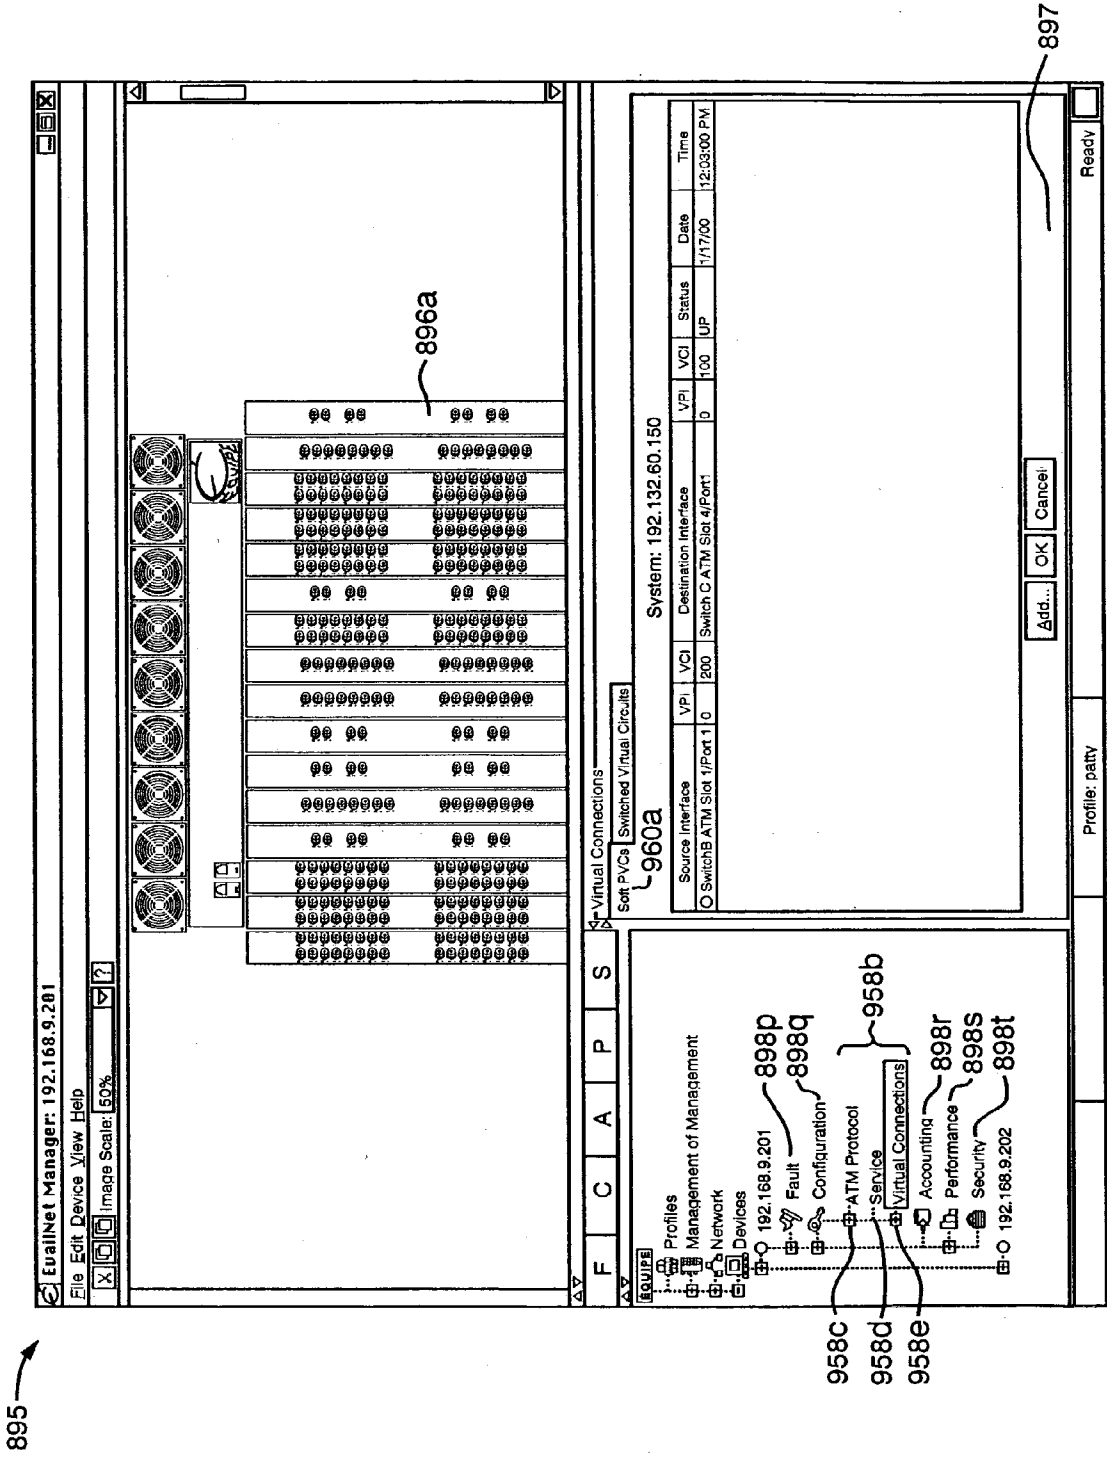 895
EuailNet Manager: 192.168.9.201
File Edit Device View Help
Image Scale: 60% ?
EQUIPE
896a
F C A P S
EQUIPE
Profiles
Management of Management
Network
Devices
192.168.9.201
898p
Fault
898q
Configuration
958b
958c
ATM Protocol
958d
Service
958e
Virtual Connections
Accounting
898r
Performance
898s
Security
898t
192.168.9.202
Virtual Connections
Soft PVCs Switched Virtual Circuits
960a
System: 192.132.60.150
Source Interface VPI VCI Destination Interface VPI VCI Status Date Time
SwitchB ATM Slot 1/Port 1 0 200 Switch C ATM Slot 4/Port1 0 100 UP 1/17/00 12:03:00 PM
Add... OK Cancel
897
Profile: patty
Ready